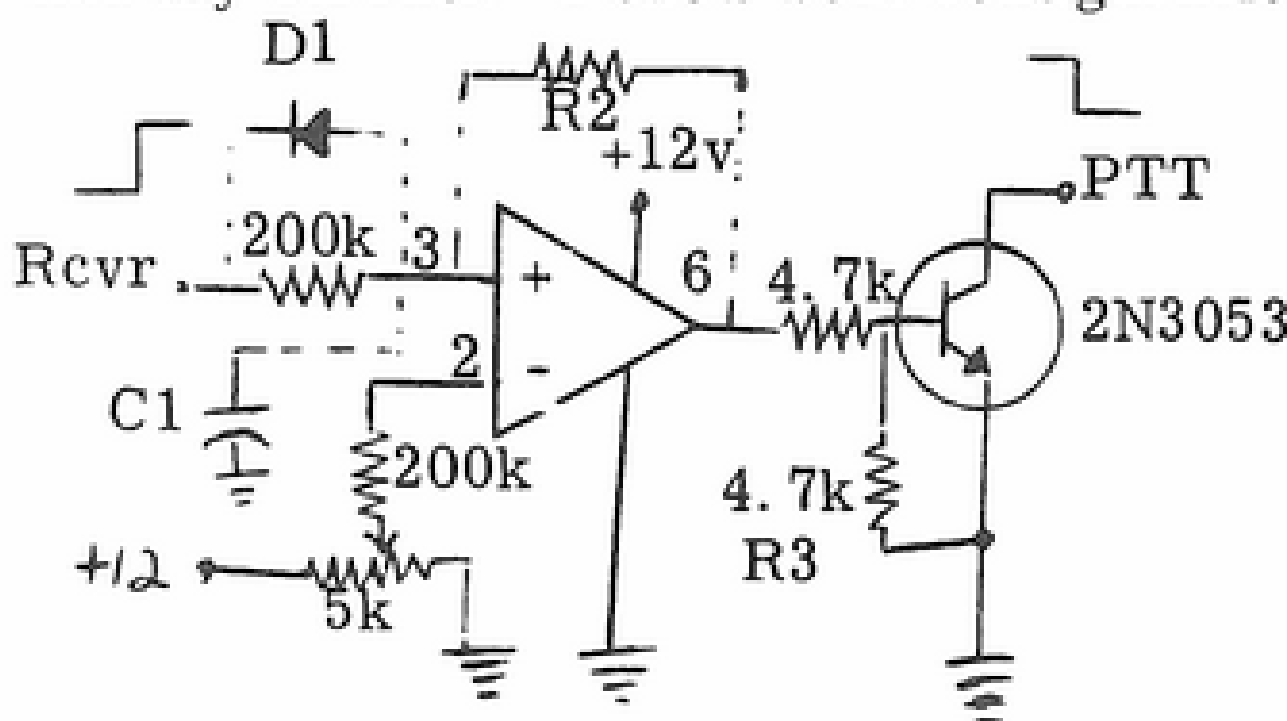 D1
R2
+12v
PTT
200k
3
+
6
4.7k
Rcvr
2N3053
2
-
C1
200k
4.7k
R3
+12
5k